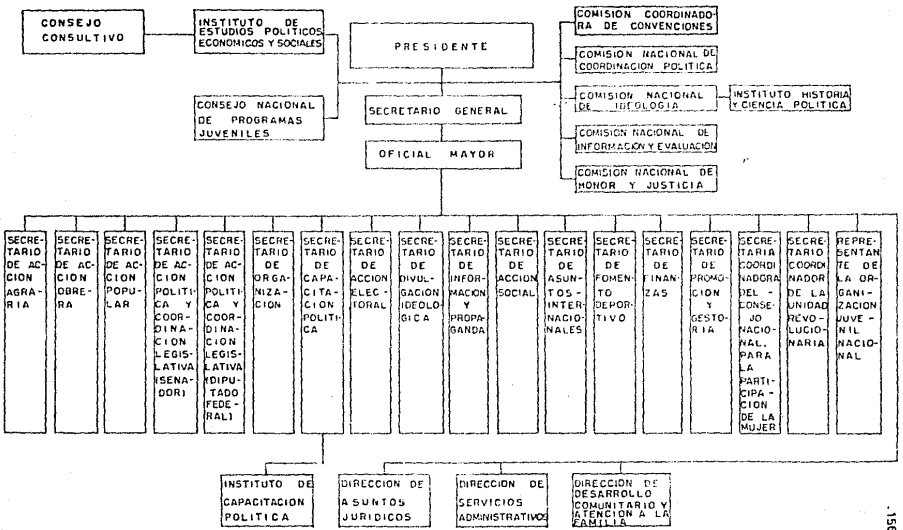 CONSEJO
CONSULTIVO
INSTITUTO DE
ESTUDIOS POLITICOS
ECONOMICOS Y SOCIALES
PRESIDENTE
COMISION COORDINADO-
RA DE CONVENCIONES
COMISION NACIONAL DE
COORDINACION POLITICA
CONSEJO NACIONAL
DE PROGRAMAS
JUVENILES
SECRETARIO GENERAL
COMISION NACIONAL
DE IDEOLOGIA
INSTITUTO HISTORIA
Y CIENCIA POLITICA
OFICIAL MAYOR
COMISION NACIONAL DE
INFORMACION Y EVALUACION
COMISION NACIONAL DE
HONOR Y JUSTICIA
SECRE-
TARIO
DE AC-
CION
AGRA-
RIA
SECRE-
TARIO
DE AC-
CION
OBRE-
RA
SECRE-
TARIO
DE AC-
CION
POPU-
LAR
SECRE-
TARIO
DE AC-
CION
POLITI-
CA Y
COOR-
DINA-
CION
LEGIS-
LATIVA
(SENA-
DOR)
SECRE-
TARIO
DE AC-
CION
POLITI-
CA Y
COOR-
DINA-
CION
LEGIS-
LATIVA
(DIPU-
TADO
FEDE-
RAL)
SECRE-
TARIO
DE
ORGA-
NIZA-
CION
SECRE-
TARIO
DE
CAPA-
CITA-
CION
POLITI-
CA
SECRE-
TARIO
DE
ACCION
ELEC-
TORAL
SECRE-
TARIO
DE
DIVUL-
GACION
IDEOLO-
GICA
SECRE-
TARIO
DE
INFOR-
MACION
Y
PROPA-
GANDA
SECRE-
TARIO
DE
ACCION
SOCIAL
SECRE-
TARIO
DE
ASUN-
TOS-
INTER-
NACIO-
NALES
SECRE-
TARIO
DE
FOMEN-
TO
DEPOR-
TIVO
SECRE-
TARIO
DE
FINAN-
ZAS
SECRE-
TARIO
DE
PROMO-
CION
Y
GESTO-
RIA
SECRE-
TARIA
COORDI-
NADORA
DEL
CONSE-
JO
NACIO-
NAL.
PARA
LA
PARTI-
CIPA-
CION
DE LA
MUJER
SECRE-
TARIO
COORDI-
NADOR
DE LA
UNIDAD
REVO-
LUCIO-
NARIA
REPRE-
SENTAN-
TE DE
LA OR-
GANI-
ZACION
JUVE-
NIL
NACIO-
NAL
INSTITUTO DE
CAPACITACION
POLITICA
DIRECCION DE
ASUNTOS
JURIDICOS
DIRECCION DE
SERVICIOS
ADMINISTRATIVOS
DIRECCION DE
DESARROLLO
COMUNITARIO Y
ATENCION A LA
FAMILIA
.156